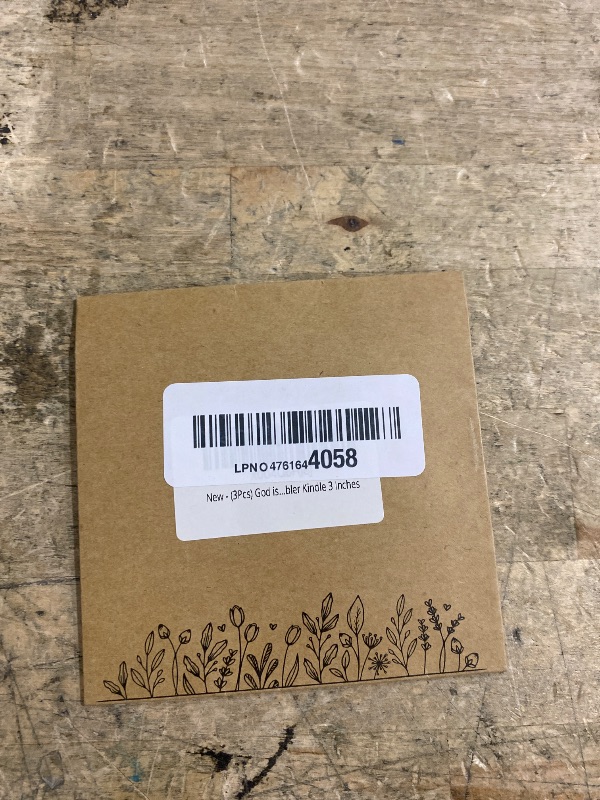 LPNO4761644058
New - (3Pcs) God is...bler Kindle 3 inches